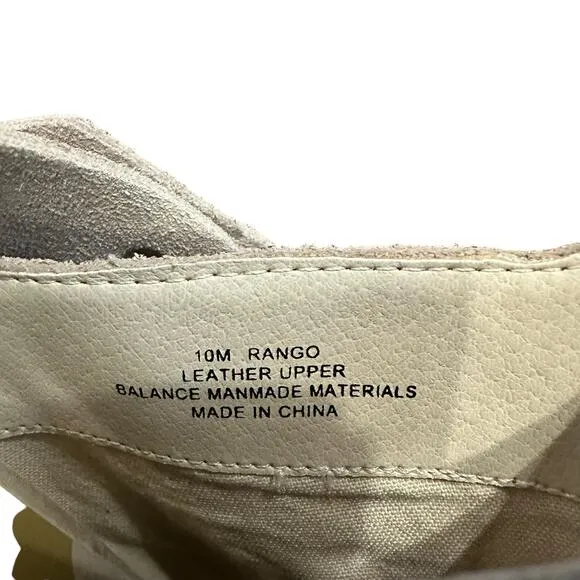 10M RANGO
LEATHER UPPER
BALANCE MANMADE MATERIALS
MADE IN CHINA